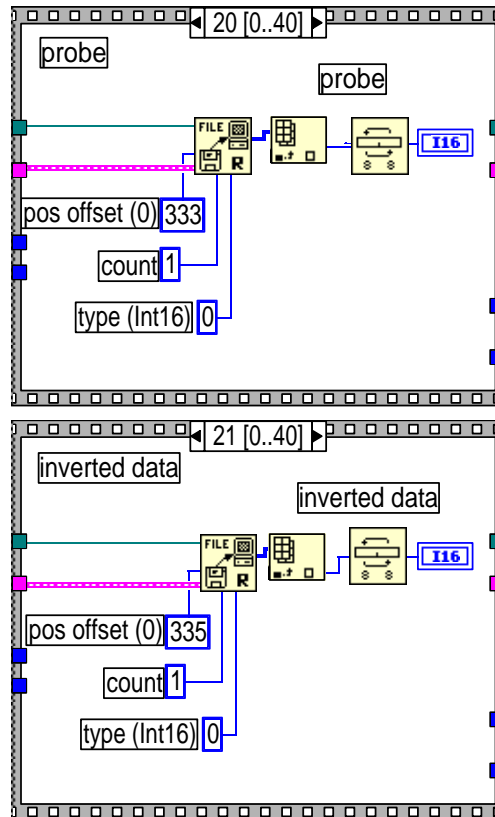 20 [0..40]
probe
probe
FILE
R
I16
pos offset (0) 333
count 1
type (Int16) 0
21 [0..40]
inverted data
inverted data
FILE
R
I16
pos offset (0) 335
count 1
type (Int16) 0